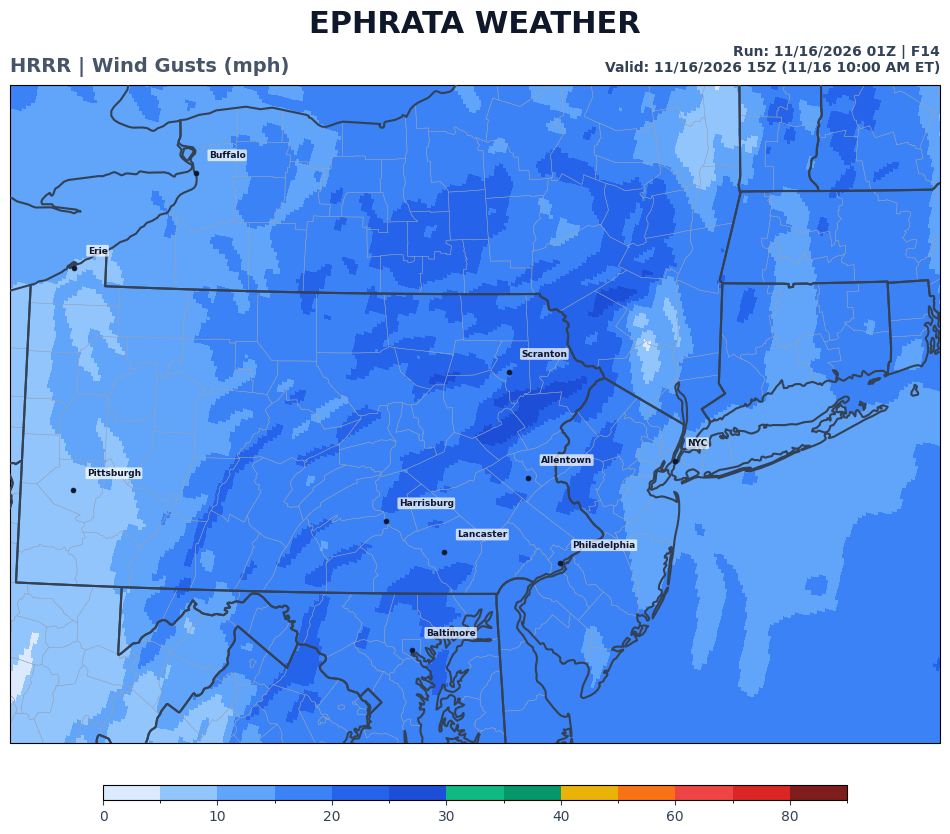 EPHRATA WEATHER
Run: 11/16/2026 01Z | F14
HRRR | Wind Gusts (mph)
Valid: 11/16/2026 15Z (11/16 10:00 AM ET)
Buffalo
Erie
Scranton
NYC
Allentown
Pittsburgh
Harrisburg
Lancaster
Philadelphia
Baltimore
0 10 20 30 40 60 80